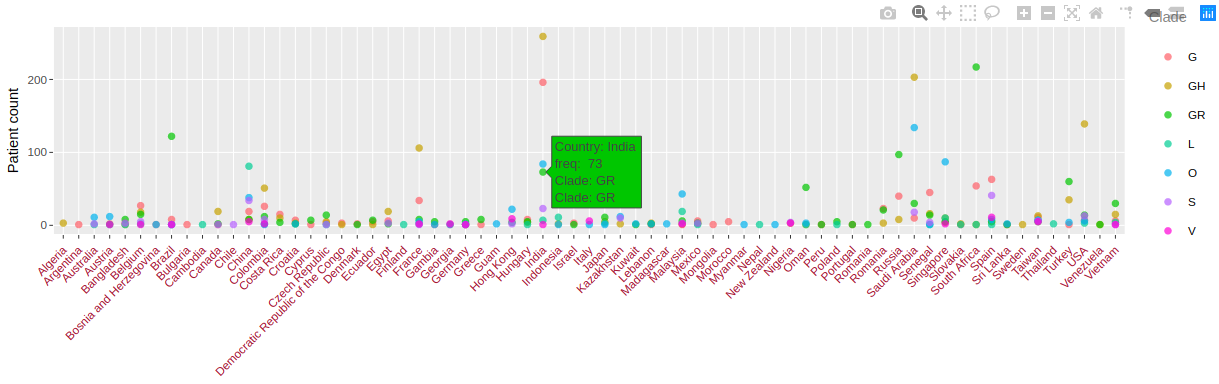 Clade
Patient count
200
100
0
Country: India
freq: 73
Clade: GR
Clade: GR
G
GH
GR
L
O
S
V
Algeria
Argentina
Australia
Austria
Bangladesh
Belgium
Bosnia and Herzegovina
Brazil
Bulgaria
Cambodia
Canada
Chile
China
Colombia
Costa Rica
Croatia
Cyprus
Czech Republic
Democratic Republic of the Congo
Denmark
Ecuador
Egypt
Finland
France
Gambia
Georgia
Germany
Greece
Guam
Hong Kong
Hungary
India
Indonesia
Israel
Italy
Japan
Kazakhstan
Kuwait
Lebanon
Madagascar
Malaysia
Mexico
Mongolia
Morocco
Myanmar
Nepal
New Zealand
Nigeria
Oman
Peru
Poland
Portugal
Romania
Romania
Russia
Saudi Arabia
Senegal
Singapore
Slovakia
South Africa
Spain
Sri Lanka
Sweden
Taiwan
Thailand
Turkey
USA
Venezuela
Vietnam